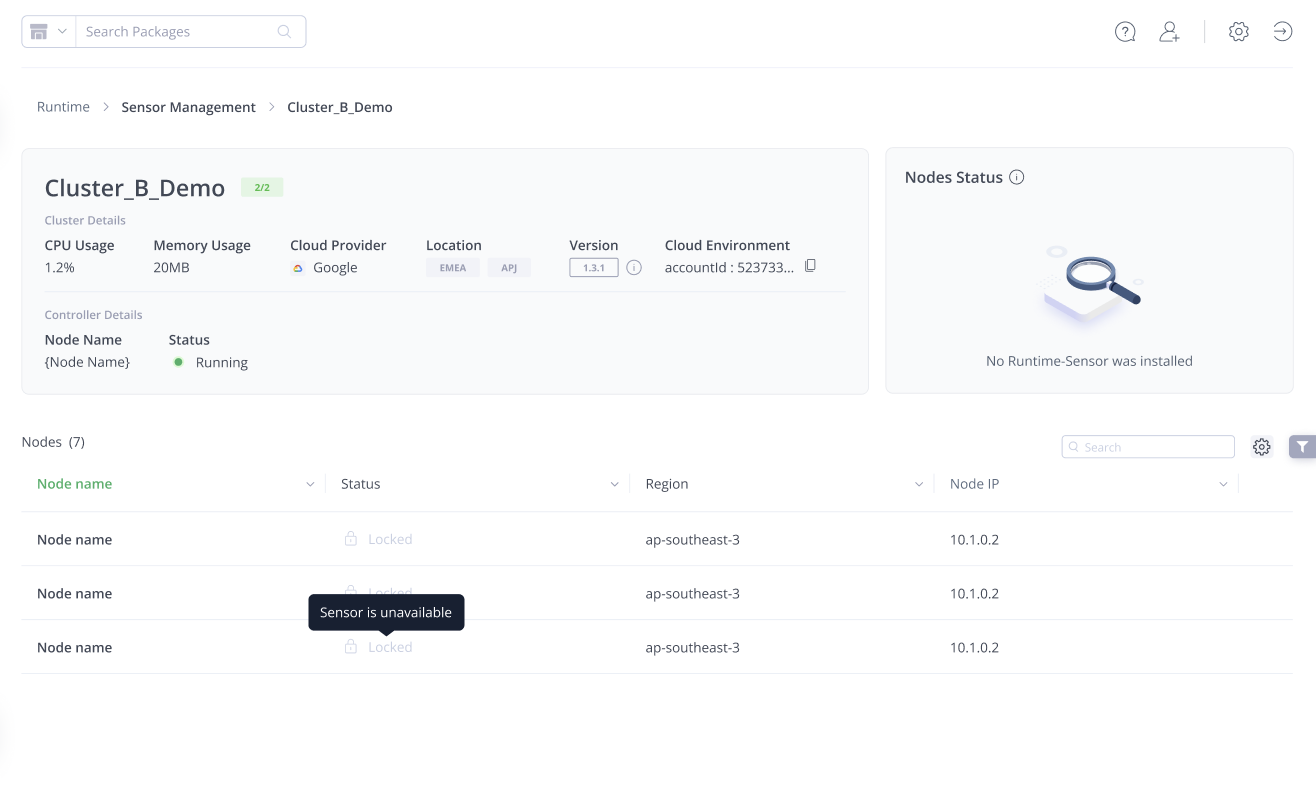 Search Packages
Runtime > Sensor Management > Cluster_B_Demo
Cluster_B_Demo 2/2
Cluster Details
CPU Usage Memory Usage Cloud Provider Location Version Cloud Environment
1.2% 20MB Google EMEA APJ 1.3.1 accountId : 523733...
Controller Details
Node Name Status
{Node Name} Running
Nodes Status
No Runtime-Sensor was installed
Nodes (7) Search
Node name Status Region Node IP
Node name Locked ap-southeast-3 10.1.0.2
Node name Locked ap-southeast-3 10.1.0.2
Sensor is unavailable
Node name Locked ap-southeast-3 10.1.0.2